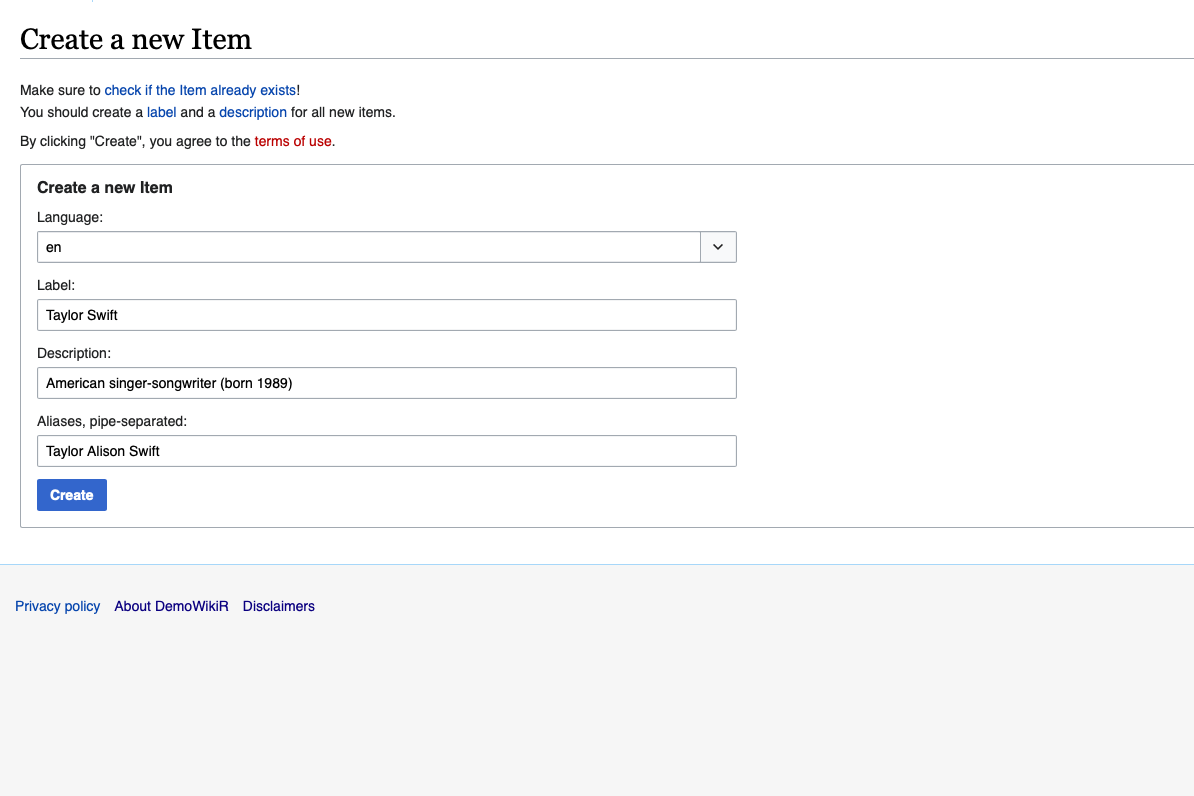 Create a new Item
Make sure to check if the Item already exists!
You should create a label and a description for all new items.
By clicking "Create", you agree to the terms of use.
Create a new Item
Language:
en
Label:
Taylor Swift
Description:
American singer-songwriter (born 1989)
Aliases, pipe-separated:
Taylor Alison Swift
Create
Privacy policy About DemoWikiR Disclaimers